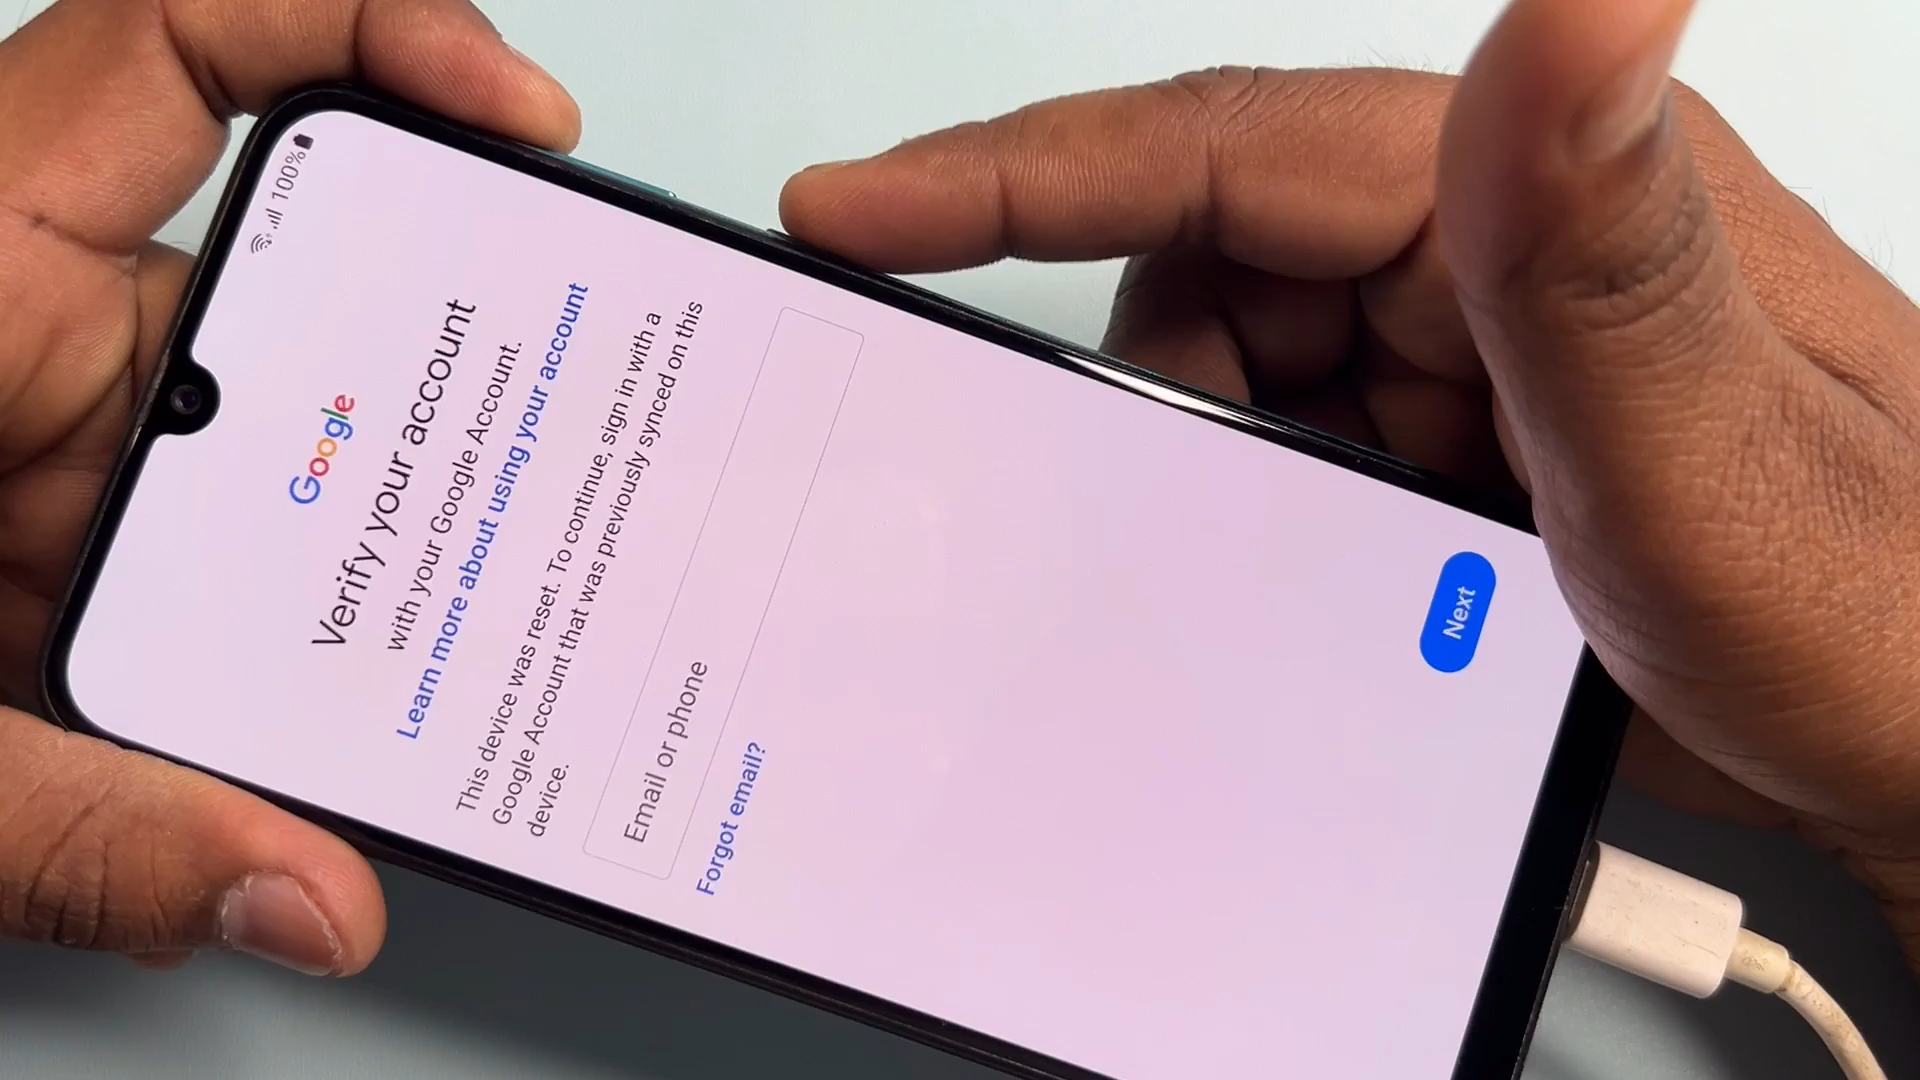 100%
Google
Verify your account
with your Google Account.
Learn more about using your account
This device was reset. To continue, sign in with a
Google Account that was previously synced on this
device.
Email or phone
Forgot email?
Next